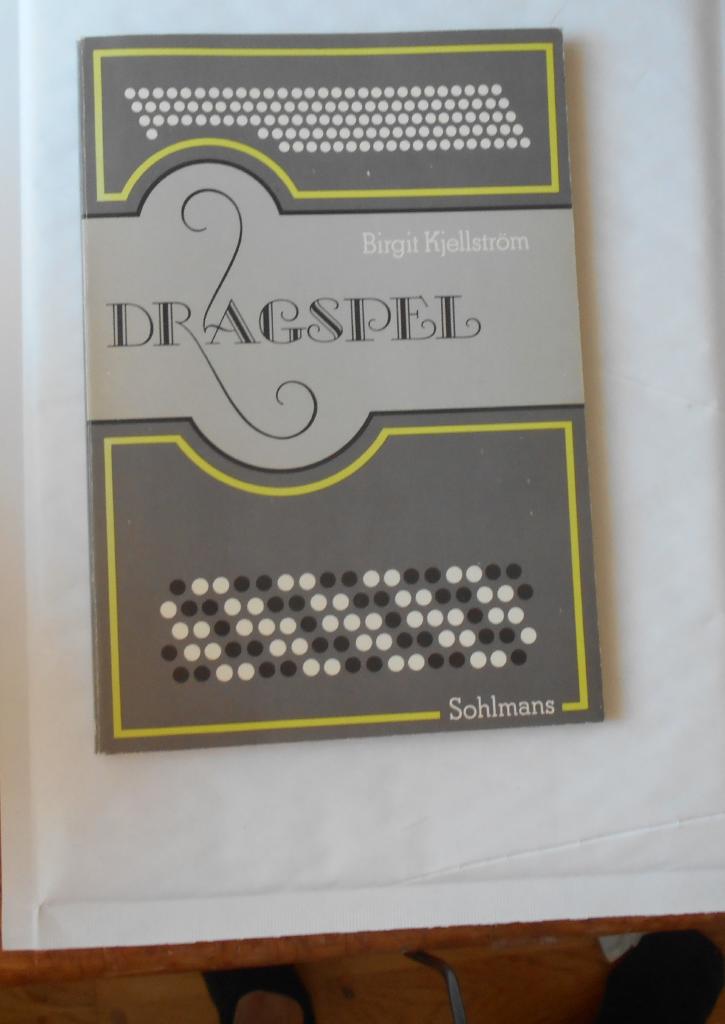 Birgit Kjellström
DRAGSPEL
Sohlmans